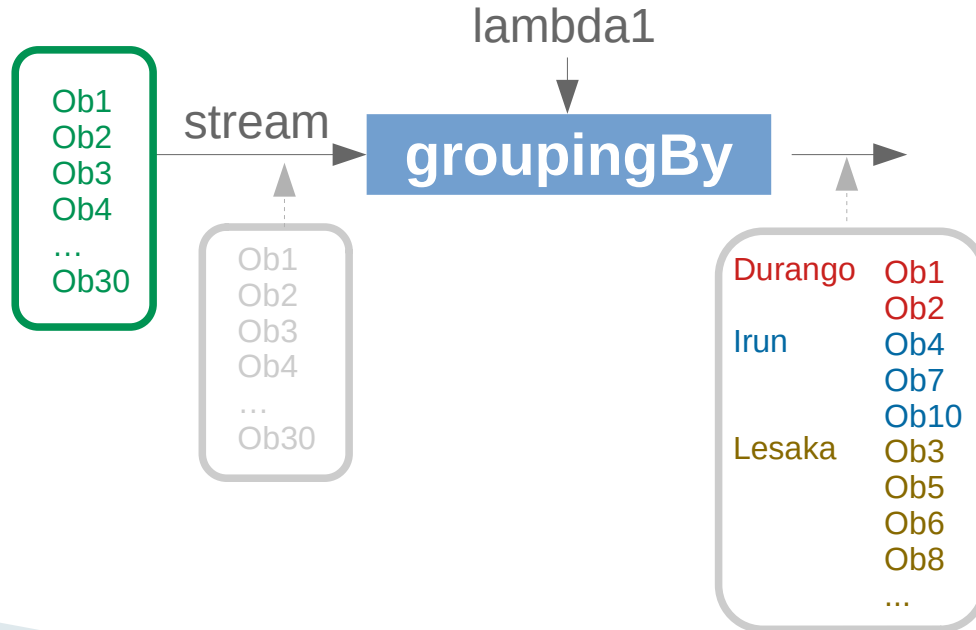 lambda1
Ob1
Ob2
Ob3
Ob4
...
Ob30
stream
groupingBy
Ob1
Ob2
Ob3
Ob4
...
Ob30
Durango Ob1
Ob2
Irun Ob4
Ob7
Ob10
Lesaka Ob3
Ob5
Ob6
Ob8
...